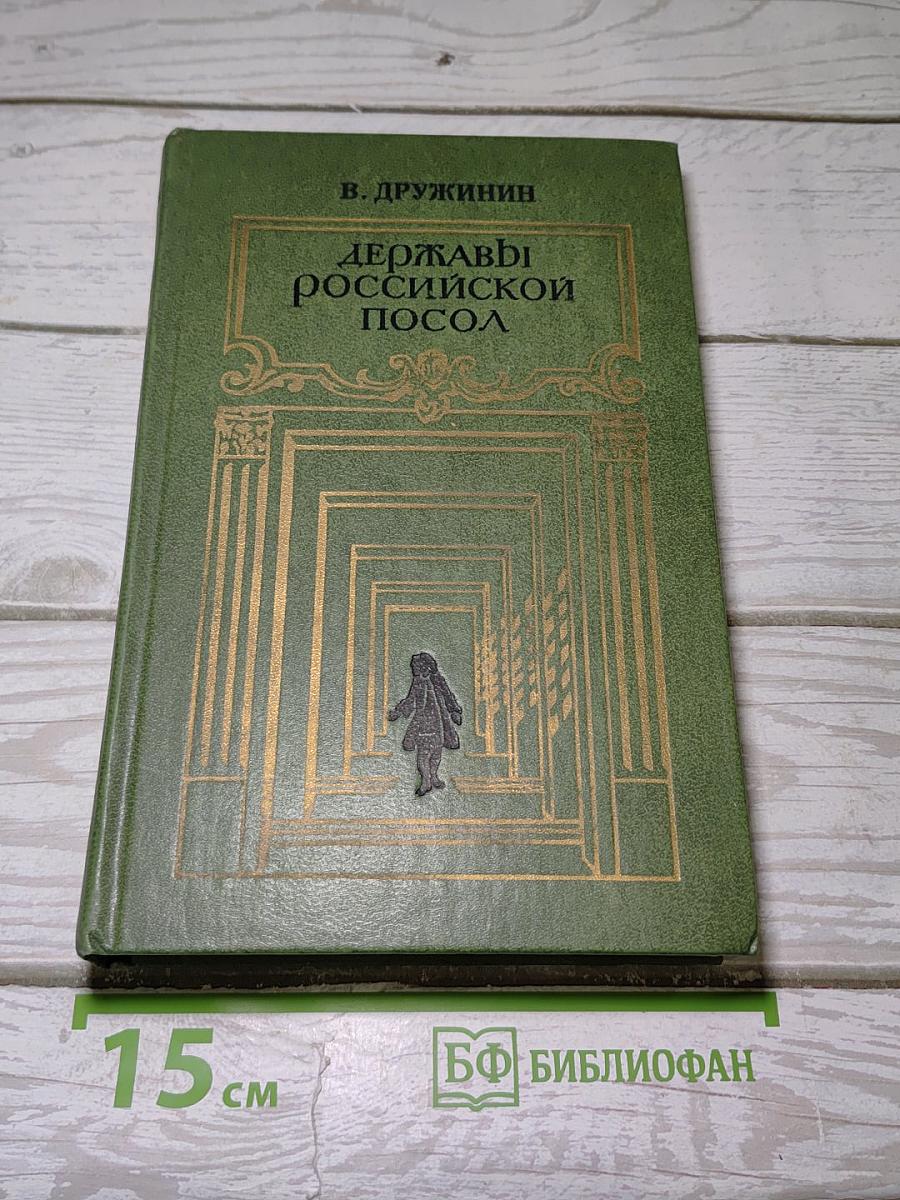 В. ДРУЖИНИН
ДЕРЖАВЫ
РОССИЙСКОЙ
ПОСОЛ
15 см
БФ БИБЛИОФАН